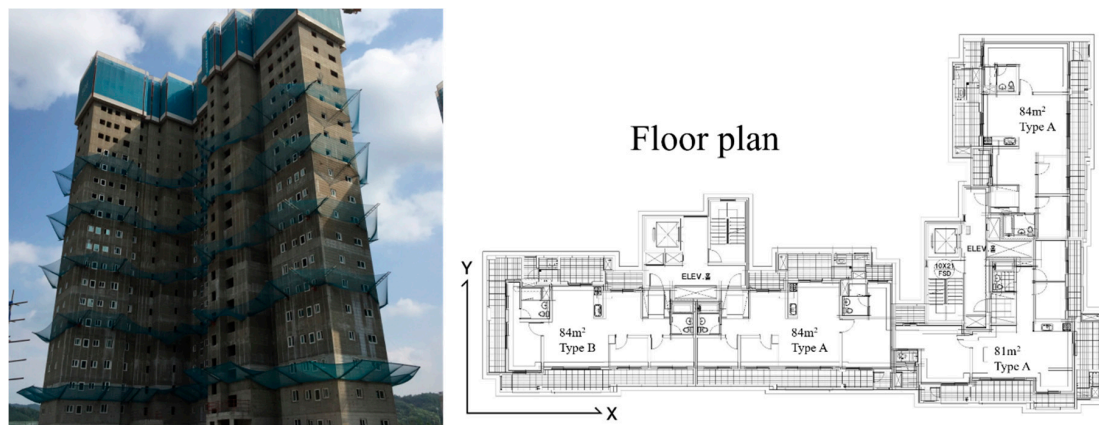 Floor plan
84m²
Type A
ELEV.
10X21
FSD
ELEV.
84m²
Type B
84m²
Type A
81m²
Type A
Y
X